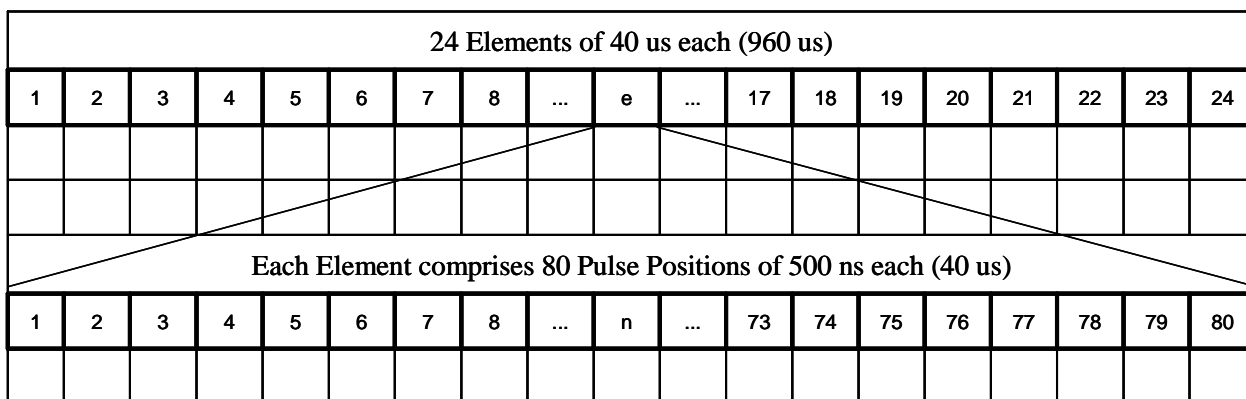 24 Elements of 40 us each (960 us)
1 2 3 4 5 6 7 8 ... e ... 17 18 19 20 21 22 23 24
Each Element comprises 80 Pulse Positions of 500 ns each (40 us)
1 2 3 4 5 6 7 8 ... n ... 73 74 75 76 77 78 79 80